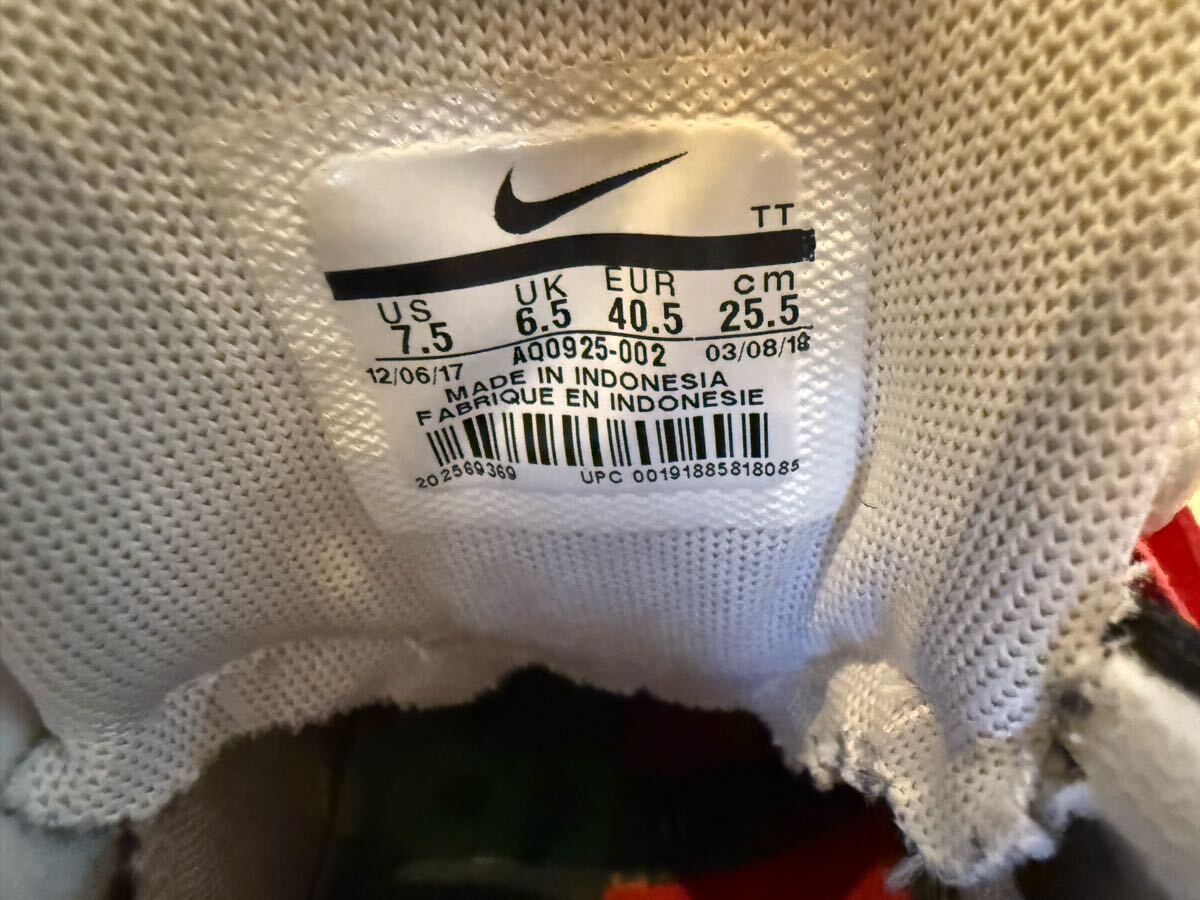 TT
US UK EUR cm
7.5 6.5 40.5 25.5
12/06/17 AQ0925-002 03/08/18
MADE IN INDONESIA
FABRIQUE EN INDONESIE
202569369 UPC 00191885818085